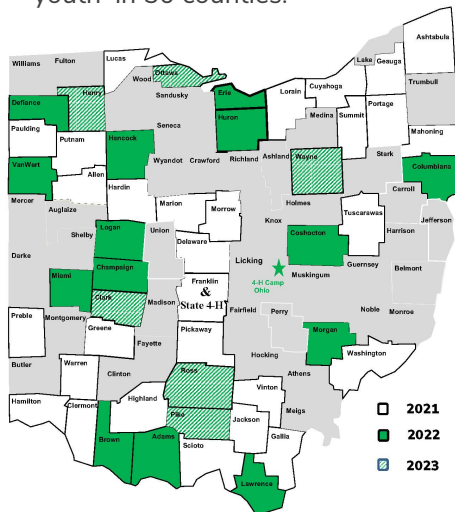 youth in 80 counties.
Ashtabula
Lucas
Williams
Fulton
Lake
Geauga
Ottawa
Wood
Cuyahoga
Trumbull
Henry
Erie
Lorain
Defiance
Sandusky
Portage
Paulding
Huron
Medina
Summit
Seneca
Mahoning
Putnam
Hancock
VanWert
Wyandot
Crawford
Richland
Ashland
Wayne
Stark
Columbiana
Allen
Carroll
Hardin
Mercer
Marion
Holmes
Auglaize
Morrow
Tuscarawas
Jefferson
Logan
Union
Knox
Shelby
Harrison
Coshocton
Delaware
Darke
Champaign
Licking
Guernsey
Belmont
Miami
Muskingum
4-H Camp
Ohio
Franklin
&
State 4-H
Clark
Madison
Noble
Monroe
Preble
Montgomery
Fairfield
Perry
Greene
Pickaway
Morgan
Fayette
Washington
Hocking
Butler
Warren
Clinton
Ross
Athens
Vinton
Hamilton
Clermont
Highland
Meigs
Pike
Jackson
Gallia
Brown
Adams
Scioto
Lawrence
2021
2022
2023